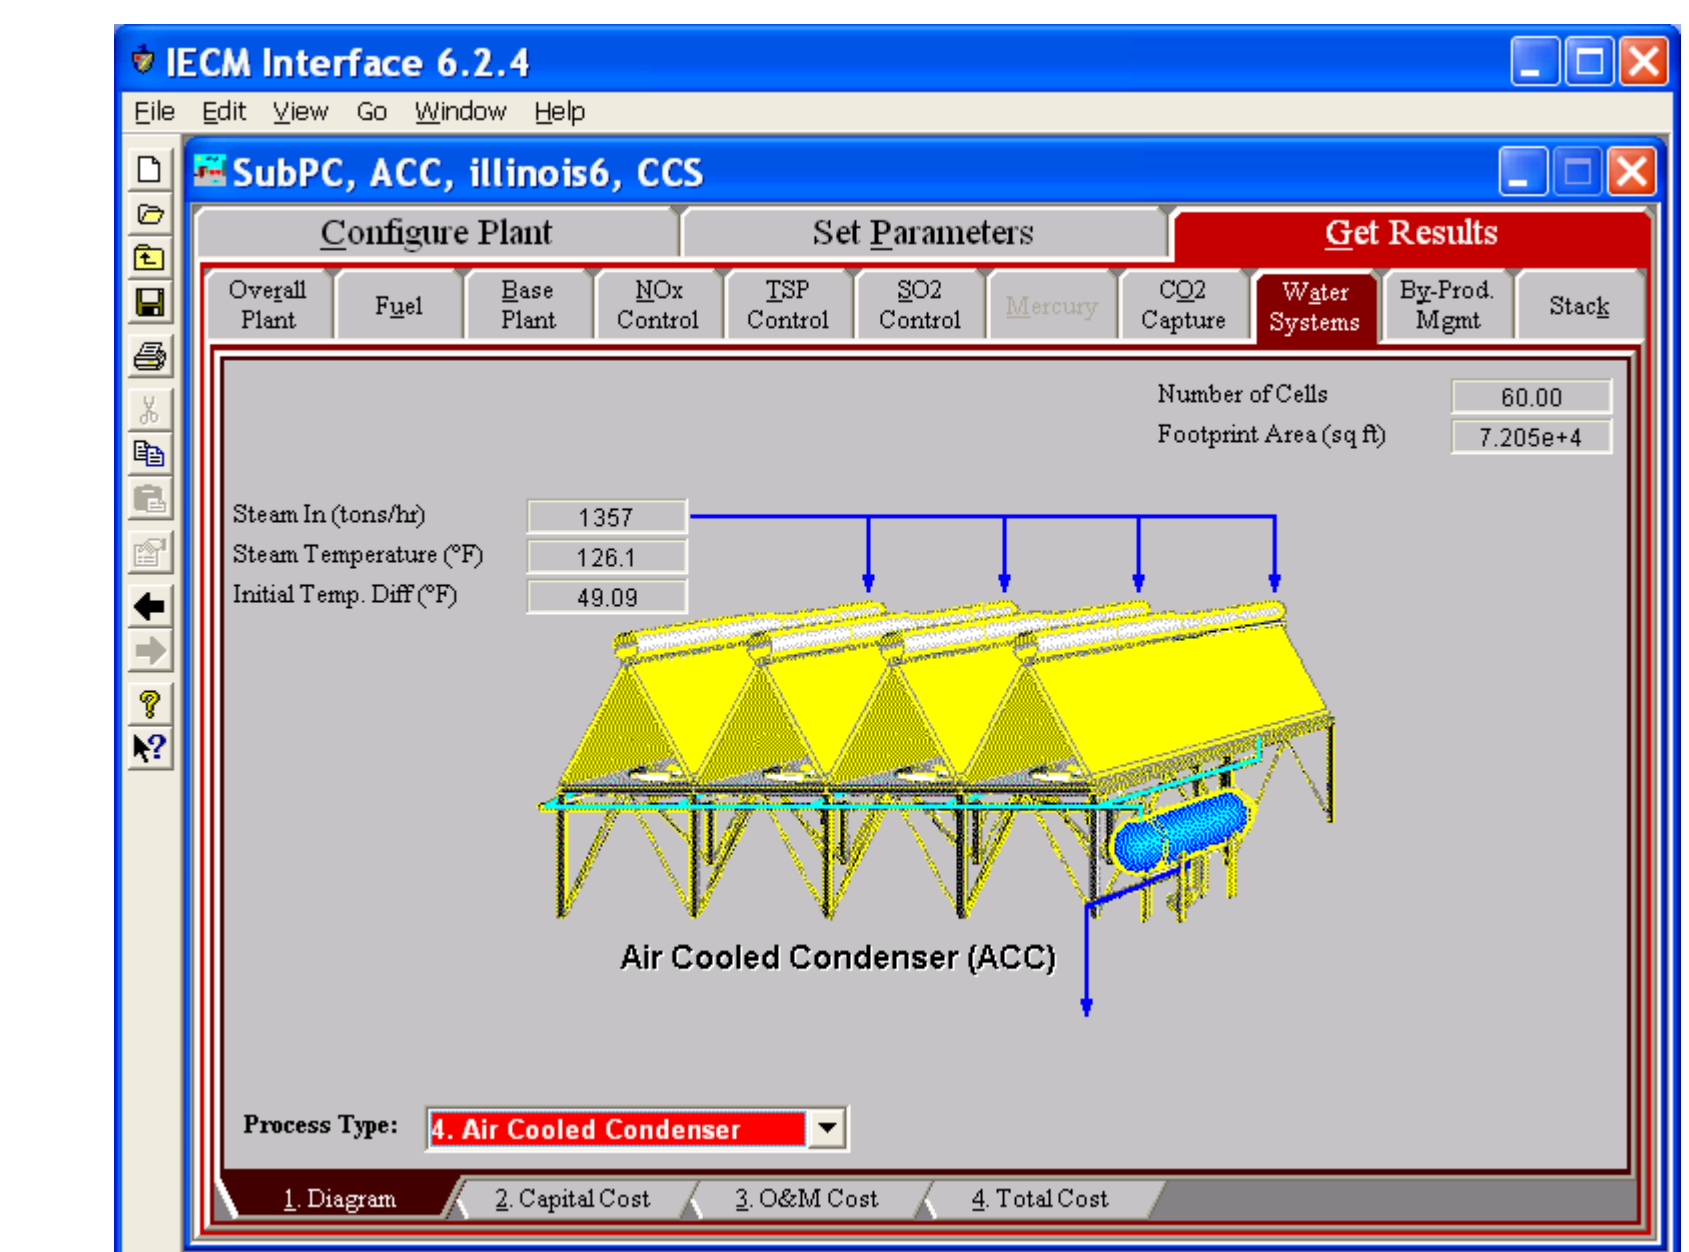 IECM Interface 6.2.4
File Edit View Go Window Help
SubPC, ACC, illinois6, CCS
Configure Plant Set Parameters Get Results
Overall Plant Fuel Base Plant NOx Control TSP Control SO2 Control Mercury CO2 Capture Water Systems By-Prod. Mgmt Stack
Number of Cells 60.00
Footprint Area (sq ft) 7.205e+4
Steam In (tons/hr) 1357
Steam Temperature (°F) 126.1
Initial Temp. Diff (°F) 49.09
Air Cooled Condenser (ACC)
Process Type: 4. Air Cooled Condenser
1. Diagram 2. Capital Cost 3. O&M Cost 4. Total Cost